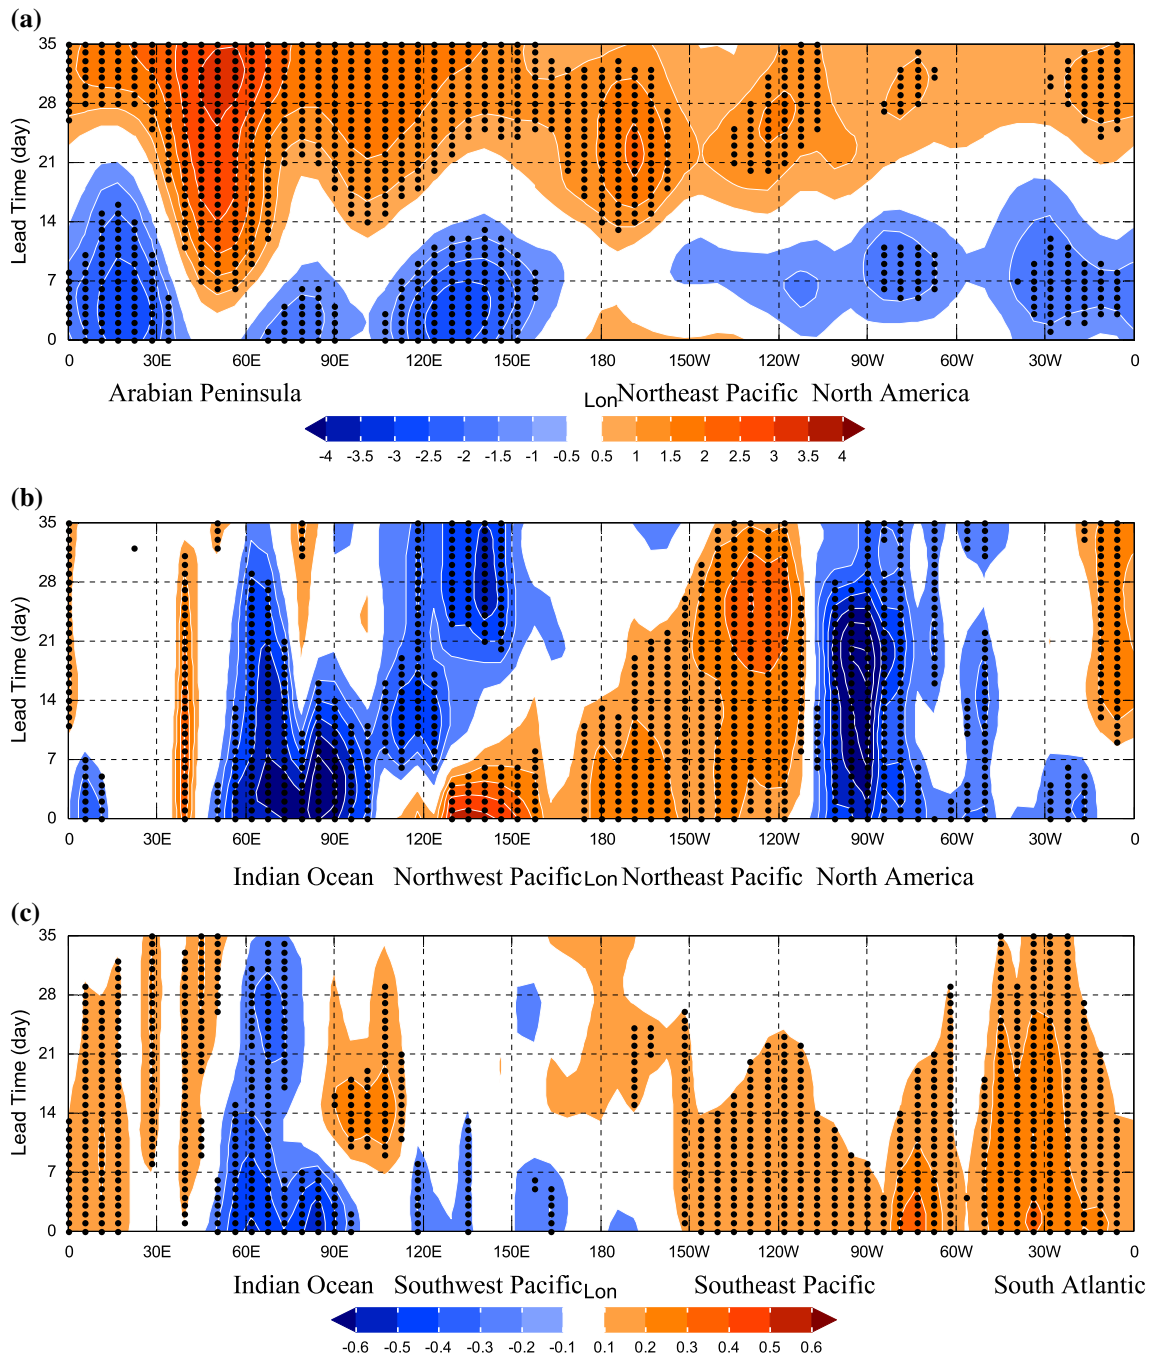 (a)
35
28
21
14
7
0
Lead Time (day)
0 30E 60E 90E 120E 150E 180 150W 120W 90W 60W 30W 0
Arabian Peninsula Lon Northeast Pacific North America
-4 -3.5 -3 -2.5 -2 -1.5 -1 -0.5 0.5 1 1.5 2 2.5 3 3.5 4
(b)
35
28
21
14
7
0
Lead Time (day)
0 30E 60E 90E 120E 150E 180 150W 120W 90W 60W 30W 0
Indian Ocean Northwest Pacific Lon Northeast Pacific North America
(c)
35
28
21
14
7
0
Lead Time (day)
0 30E 60E 90E 120E 150E 180 150W 120W 90W 60W 30W 0
Indian Ocean Southwest Pacific Lon Southeast Pacific South Atlantic
-0.6 -0.5 -0.4 -0.3 -0.2 -0.1 0.1 0.2 0.3 0.4 0.5 0.6